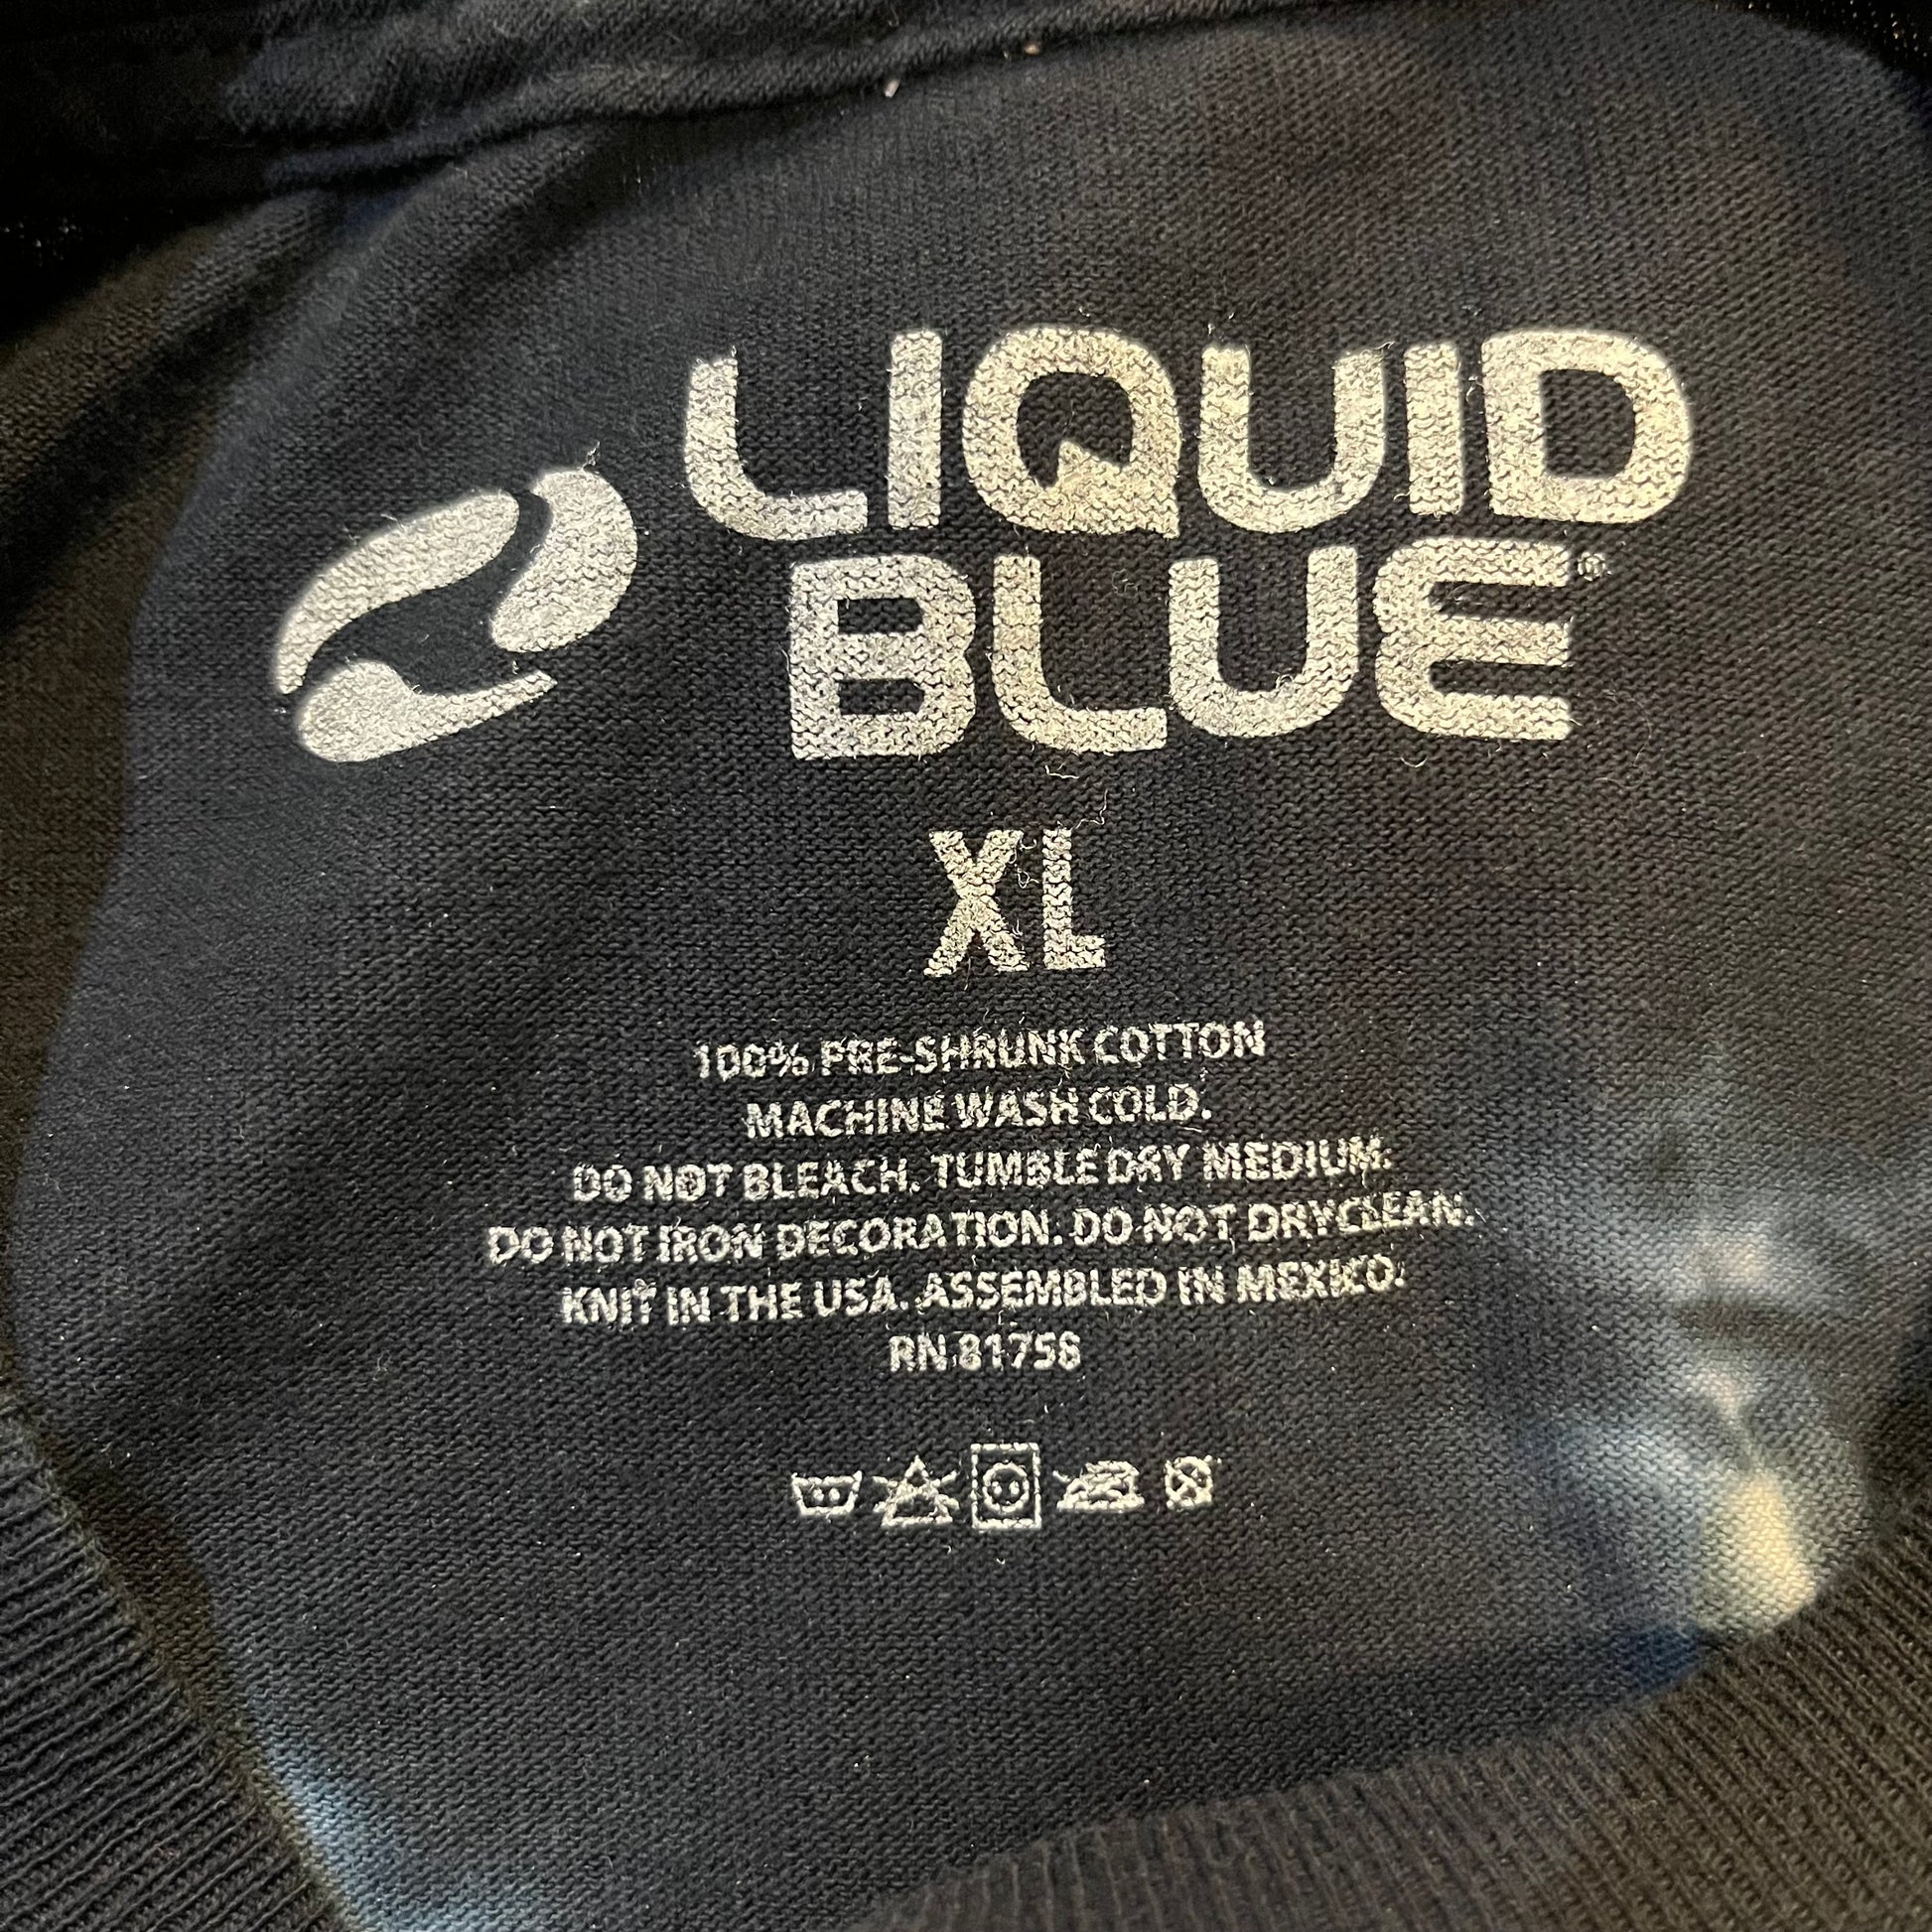 LIQUID
BLUE®
XL
100% PRE-SHRUNK COTTON
MACHINE WASH COLD.
DO NOT BLEACH. TUMBLE DRY MEDIUM.
DO NOT IRON DECORATION. DO NOT DRYCLEAN.
KNIT IN THE USA. ASSEMBLED IN MEXICO.
RN 81756